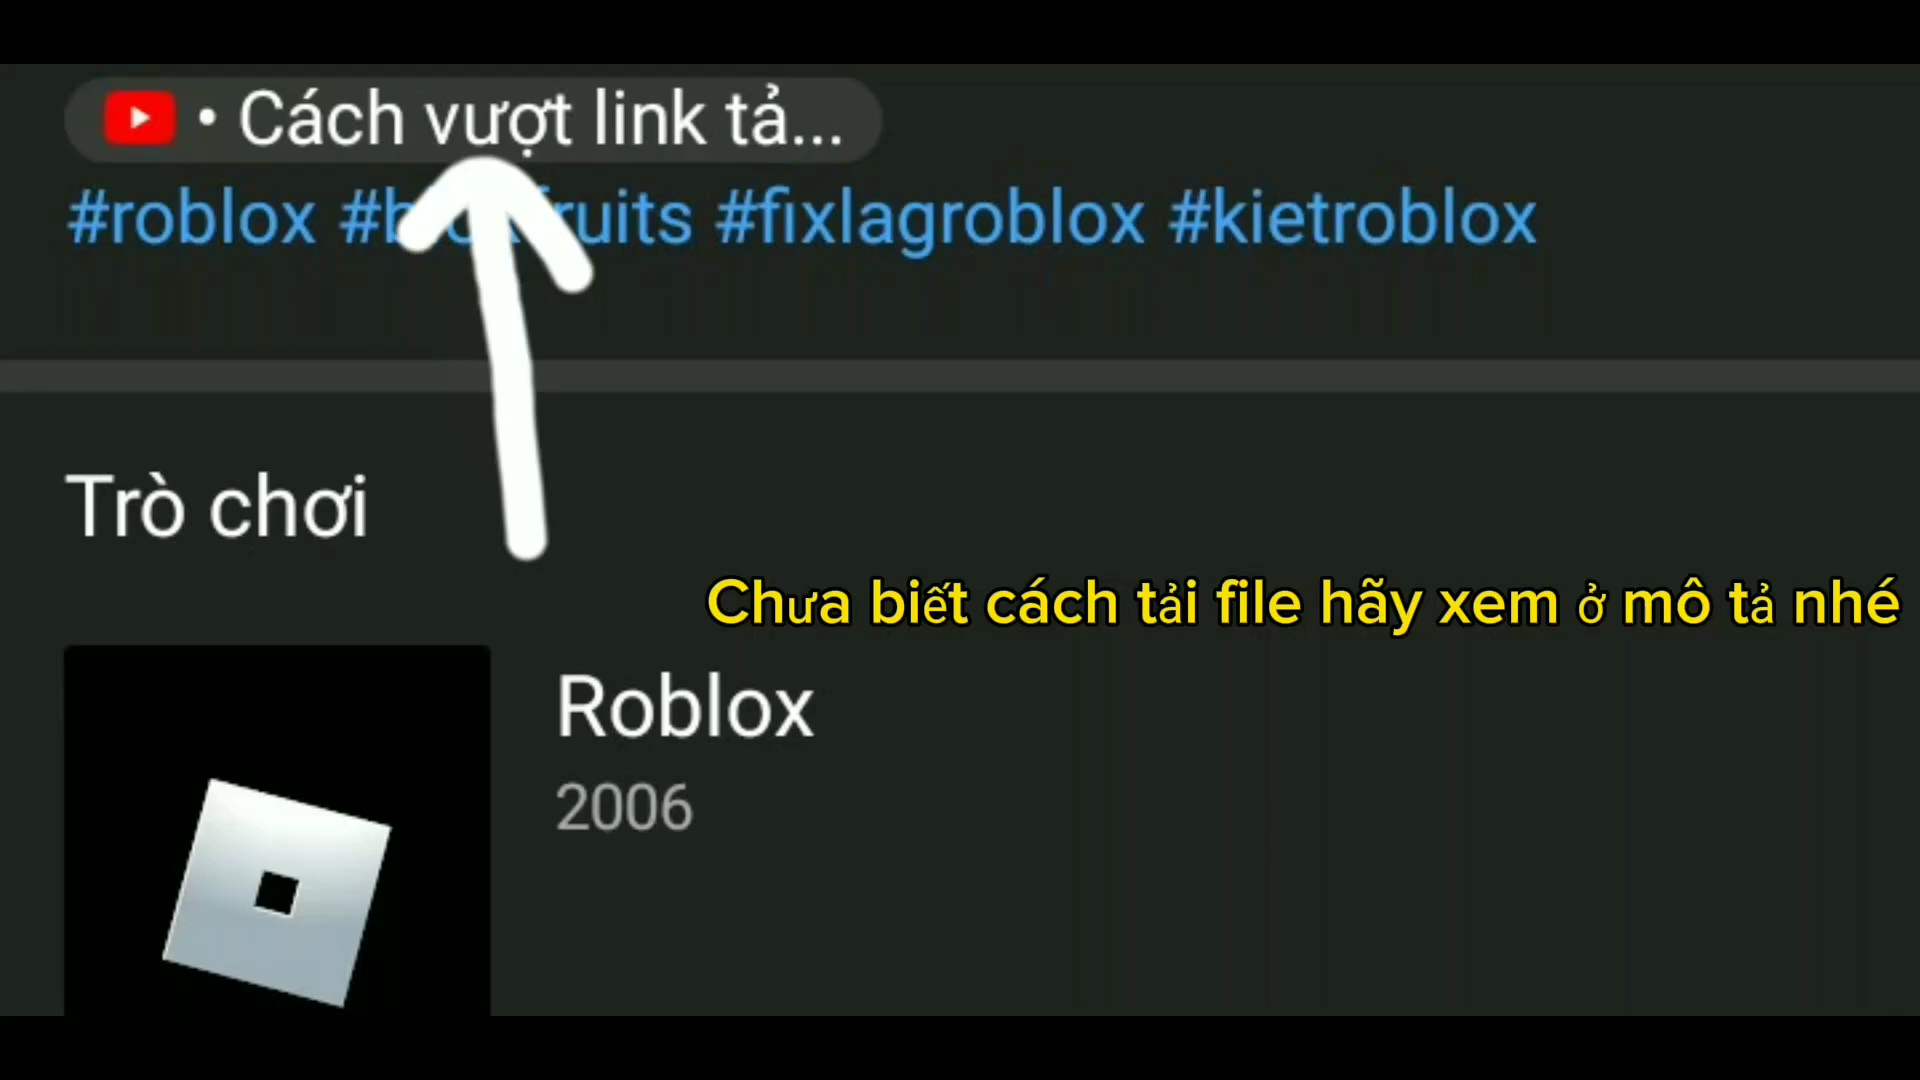 • Cách vượt link tả...
#roblox #fixlagroblox #kietroblox
Trò chơi
Chưa biết cách tải file hãy xem ở mô tả nhé
Roblox
2006